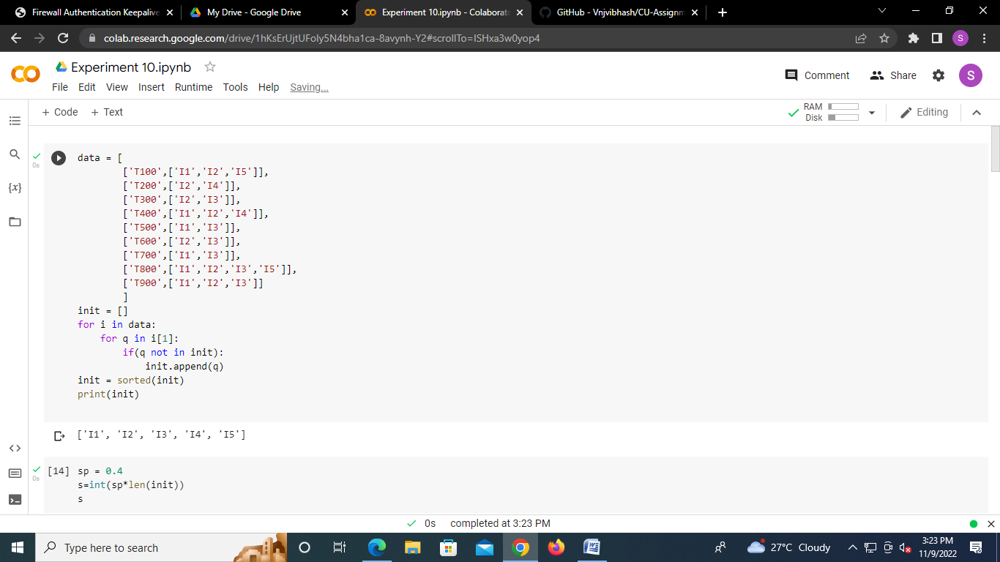 Firewall Authentication Keepalive
My Drive - Google Drive
Experiment 10.ipynb - Colaborato
GitHub - Vnjvibhash/CU-Assignm
colab.research.google.com/drive/1hKsErUjtUFoly5N4bha1ca-8avynh-Y2#scrollTo=ISHxa3w0yop4
S
Experiment 10.ipynb
Comment
Share
S
File Edit View Insert Runtime Tools Help Saving...
+ Code + Text
RAM
Disk
Editing
{x}
0s
data = [
['T100',['I1','I2','I5']],
['T200',['I2','I4']],
['T300',['I2','I3']],
['T400',['I1','I2','I4']],
['T500',['I1','I3']],
['T600',['I2','I3']],
['T700',['I1','I3']],
['T800',['I1','I2','I3','I5']],
['T900',['I1','I2','I3']]
]
init = []
for i in data:
for q in i[1]:
if(q not in init):
init.append(q)
init = sorted(init)
print(init)
['I1', 'I2', 'I3', 'I4', 'I5']
0s
[14] sp = 0.4
s=int(sp*len(init))
s
0s completed at 3:23 PM
Type here to search
27°C Cloudy
3:23 PM
11/9/2022